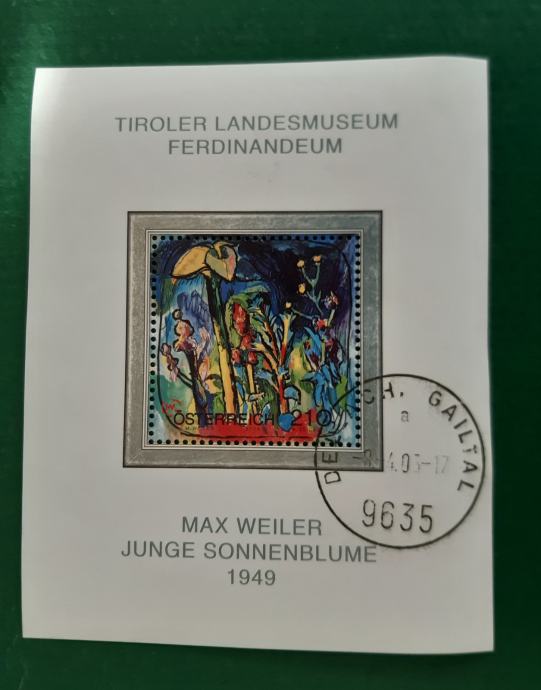 TIROLER LANDESMUSEUM
FERDINANDEUM
ÖSTERREICH 210
GAILTAL
a
9635
MAX WEILER
JUNGE SONNENBLUME
1949